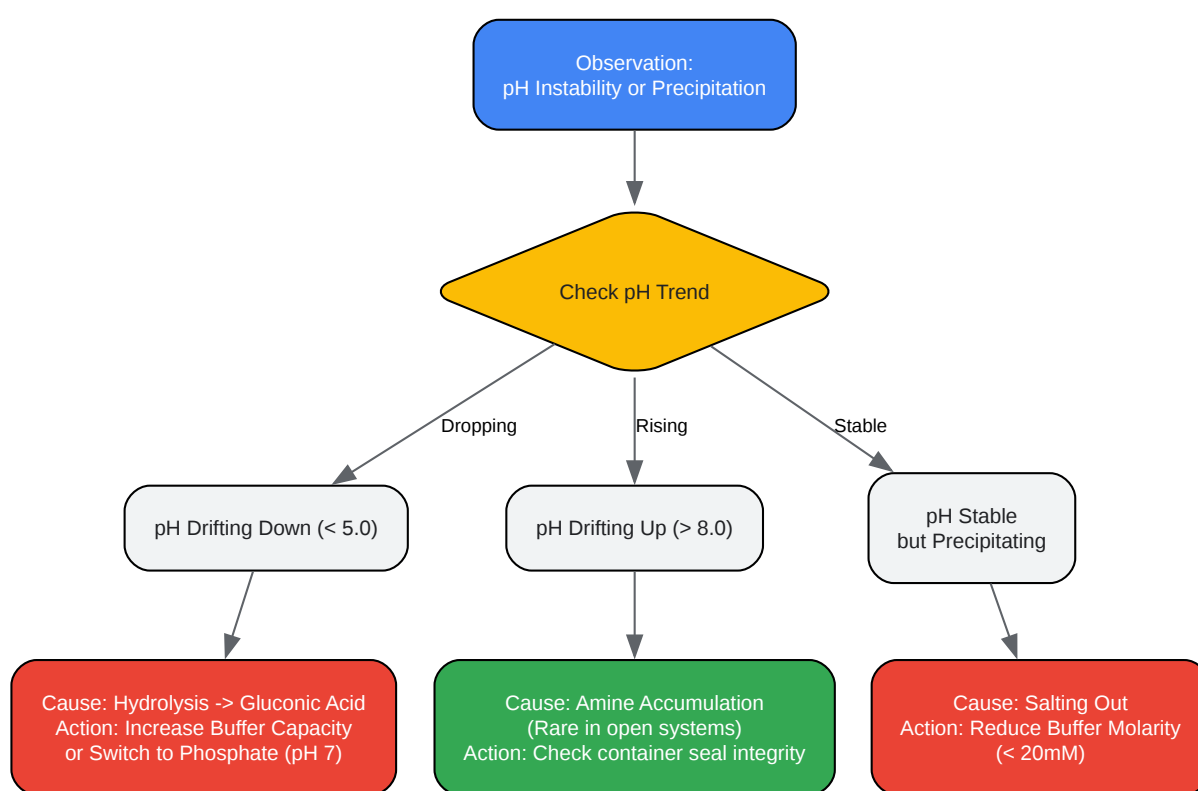 Observation:
pH Instability or Precipitation
Check pH Trend
Dropping
Rising
Stable
pH Drifting Down (< 5.0)
pH Drifting Up (> 8.0)
pH Stable
but Precipitating
Cause: Hydrolysis -> Gluconic Acid
Action: Increase Buffer Capacity
or Switch to Phosphate (pH 7)
Cause: Amine Accumulation
(Rare in open systems)
Action: Check container seal integrity
Cause: Salting Out
Action: Reduce Buffer Molarity
(< 20mM)